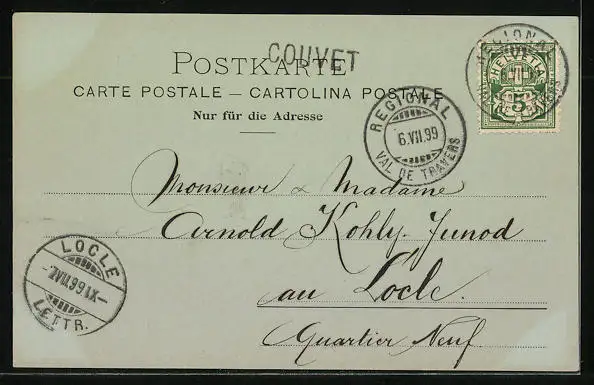 COUVET
POSTKARTE
CARTE POSTALE — CARTOLINA POSTALE
Nur für die Adresse
HELVETIA
5
REGIONAL
6.VII.99
VAL DE TRAVERS
Monsieur & Madame
Arnold Kohly-Junod
au Locle.
Quartier Neuf
LOCLE
-7.VII.99.IX-
LETTR.